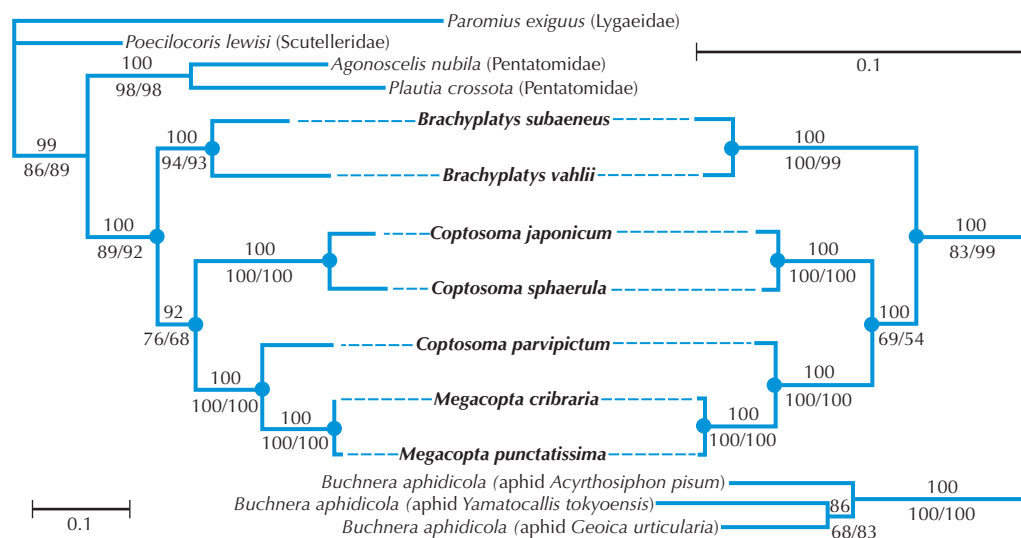 Paromius exiguus (Lygaeidae)
Poecilocoris lewisi (Scutelleridae)
0.1
100
98/98
Agonoscelis nubila (Pentatomidae)
Plautia crossota (Pentatomidae)
99
86/89
100
94/93
Brachyplatys subaeneus
100
100/99
Brachyplatys vahlii
100
89/92
100
100/100
Coptosoma japonicum
100
100/100
100
83/99
Coptosoma sphaerula
92
76/68
100
69/54
Coptosoma parvipictum
100
100/100
100
100/100
Megacopta cribraria
100
100/100
100
100/100
Megacopta punctatissima
Buchnera aphidicola (aphid Acyrthosiphon pisum)
Buchnera aphidicola (aphid Yamatocallis tokyoensis)
Buchnera aphidicola (aphid Geoica urticularia)
86
68/83
100
100/100
0.1